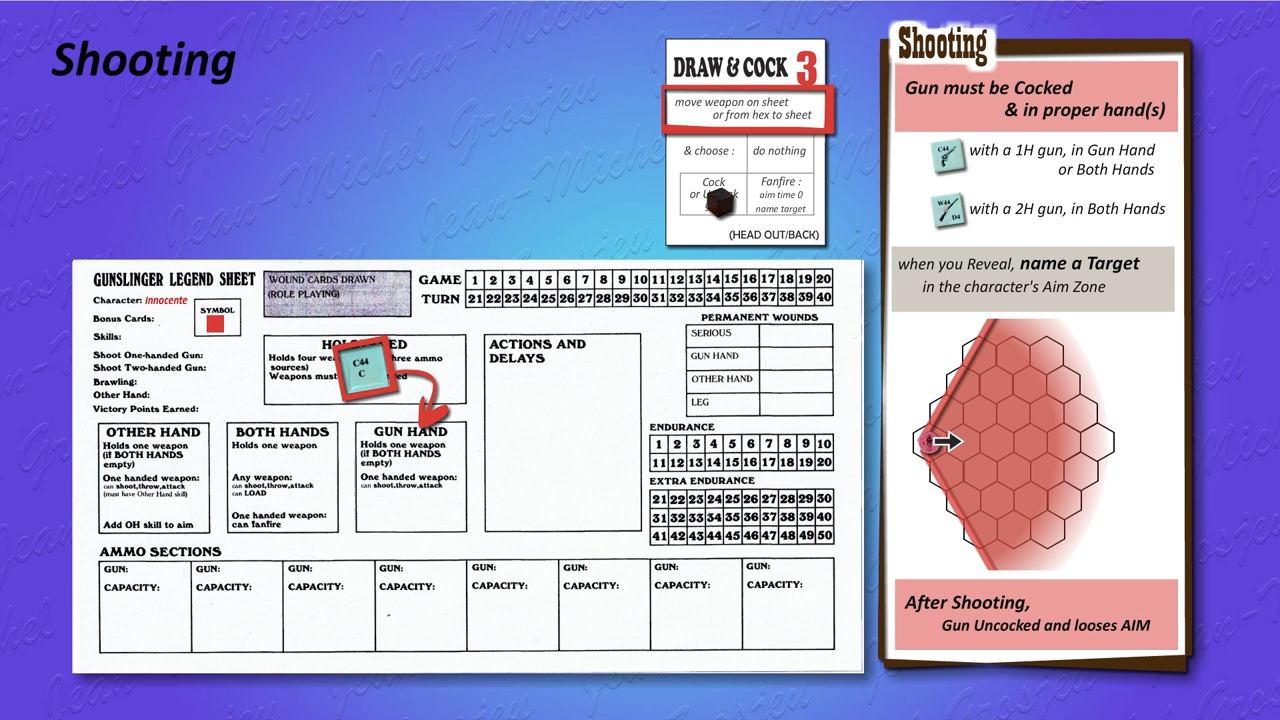 Shooting
DRAW & COCK 3
move weapon on sheet
or from hex to sheet
& choose :
do nothing
Cock
or
Fanfire :
aim time 0
name target
(HEAD OUT/BACK)
Shooting
Gun must be Cocked
& in proper hand(s)
C44
with a 1H gun, in Gun Hand
or Both Hands
W44
D4
with a 2H gun, in Both Hands
when you Reveal, name a Target
in the character's Aim Zone
After Shooting,
Gun Uncocked and looses AIM
GUNSLINGER LEGEND SHEET
Character: Innocente
Bonus Cards:
Skills:
SYMBOL
Shoot One-handed Gun:
Shoot Two-handed Gun:
Brawling:
Other Hand:
Victory Points Earned:
WOUND CARDS DRAWN
(ROLE PLAYING)
GAME 1 2 3 4 5 6 7 8 9 10 11 12 13 14 15 16 17 18 19 20
TURN 21 22 23 24 25 26 27 28 29 30 31 32 33 34 35 36 37 38 39 40
Holds four ammo
sources)
Weapons must
C44
C
ACTIONS AND
DELAYS
PERMANENT WOUNDS
SERIOUS
GUN HAND
OTHER HAND
LEG
OTHER HAND
Holds one weapon
(if BOTH HANDS
empty)
One handed weapon:
can shoot,throw,attack
(must have Other Hand skill)
Add OH skill to aim
BOTH HANDS
Holds one weapon
Any weapon:
can shoot,throw,attack
can LOAD
One handed weapon:
can fanfire
GUN HAND
Holds one weapon
(if BOTH HANDS
empty)
One handed weapon:
can shoot,throw,attack
ENDURANCE
1 2 3 4 5 6 7 8 9 10
11 12 13 14 15 16 17 18 19 20
EXTRA ENDURANCE
21 22 23 24 25 26 27 28 29 30
31 32 33 34 35 36 37 38 39 40
41 42 43 44 45 46 47 48 49 50
AMMO SECTIONS
GUN: GUN: GUN: GUN: GUN: GUN: GUN: GUN:
CAPACITY: CAPACITY: CAPACITY: CAPACITY: CAPACITY: CAPACITY: CAPACITY: CAPACITY:
Jean-Michel Grosjeu